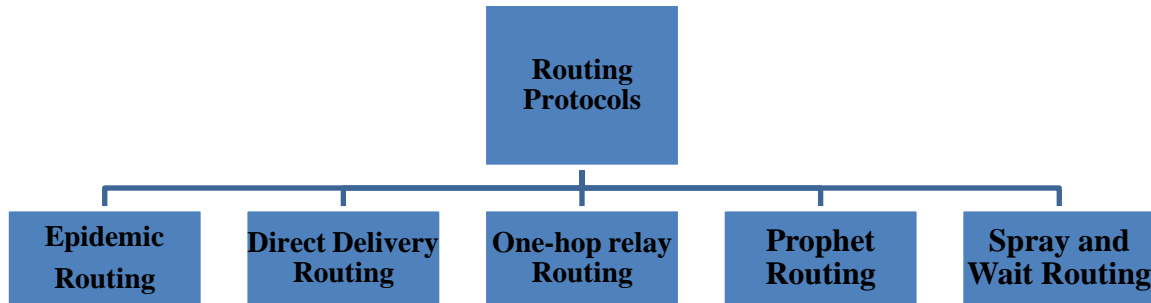 Routing
Protocols
Epidemic
Routing
Direct Delivery
Routing
One-hop relay
Routing
Prophet
Routing
Spray and
Wait Routing